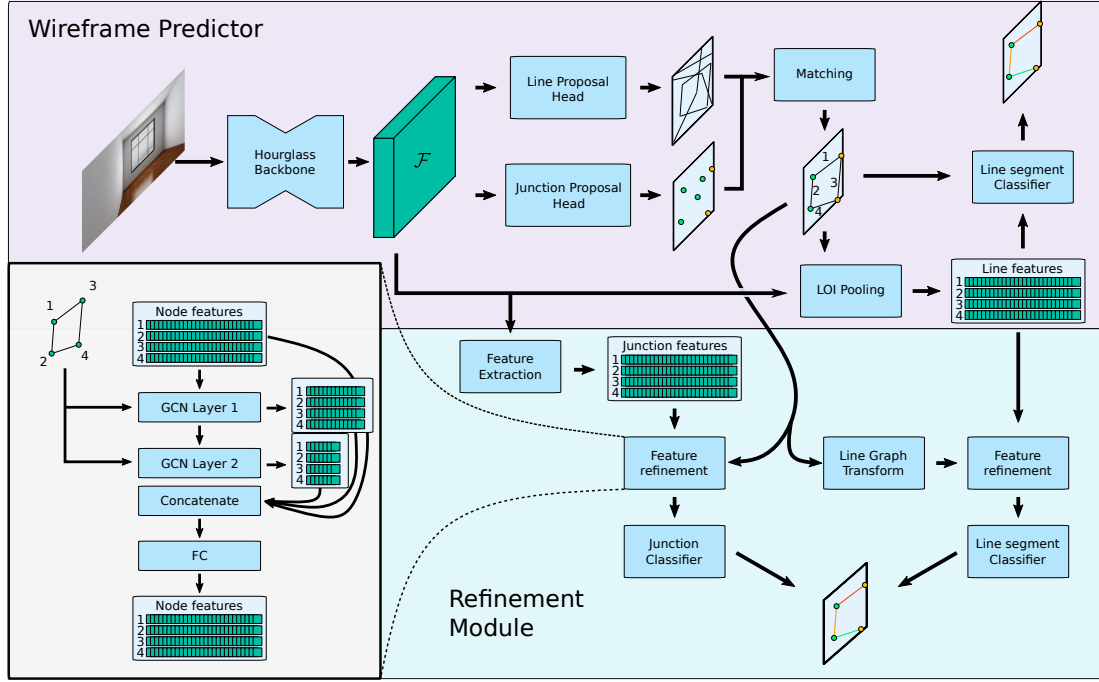 Wireframe Predictor
Hourglass
Backbone
ℱ
Line Proposal
Head
Junction Proposal
Head
Matching
1
2
3
4
Line segment
Classifier
LOI Pooling
Line features
1
2
3
4
3
1
2
4
Node features
1
2
3
4
GCN Layer 1
1
2
3
4
GCN Layer 2
1
2
3
4
Concatenate
FC
Node features
1
2
3
4
Feature
Extraction
Junction features
1
2
3
4
Feature
refinement
Line Graph
Transform
Feature
refinement
Junction
Classifier
Line segment
Classifier
Refinement
Module